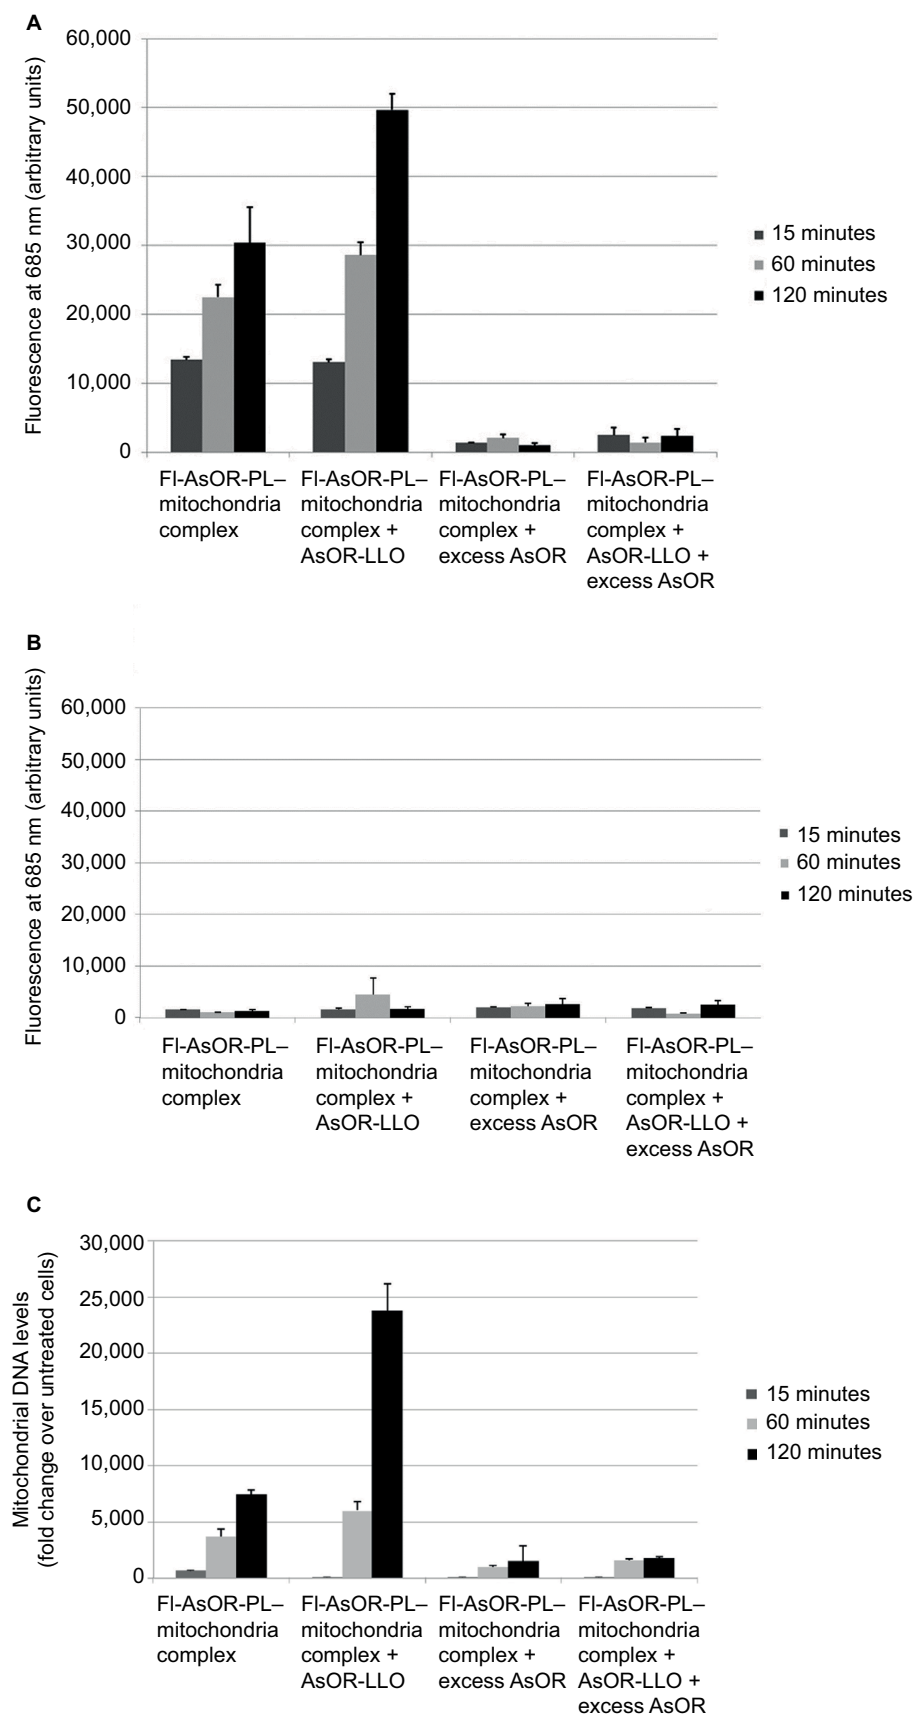 A
Fluorescence at 685 nm (arbitrary units)
60,000
50,000
40,000
30,000
20,000
10,000
0
15 minutes
60 minutes
120 minutes
Fl-AsOR-PL–
mitochondria
complex
Fl-AsOR-PL–
mitochondria
complex +
AsOR-LLO
Fl-AsOR-PL–
mitochondria
complex +
excess AsOR
Fl-AsOR-PL–
mitochondria
complex +
AsOR-LLO +
excess AsOR
B
Fluorescence at 685 nm (arbitrary units)
60,000
50,000
40,000
30,000
20,000
10,000
0
15 minutes
60 minutes
120 minutes
Fl-AsOR-PL–
mitochondria
complex
Fl-AsOR-PL–
mitochondria
complex +
AsOR-LLO
Fl-AsOR-PL–
mitochondria
complex +
excess AsOR
Fl-AsOR-PL–
mitochondria
complex +
AsOR-LLO +
excess AsOR
C
Mitochondrial DNA levels
(fold change over untreated cells)
30,000
25,000
20,000
15,000
10,000
5,000
0
15 minutes
60 minutes
120 minutes
Fl-AsOR-PL–
mitochondria
complex
Fl-AsOR-PL–
mitochondria
complex +
AsOR-LLO
Fl-AsOR-PL–
mitochondria
complex +
excess AsOR
Fl-AsOR-PL–
mitochondria
complex +
AsOR-LLO +
excess AsOR